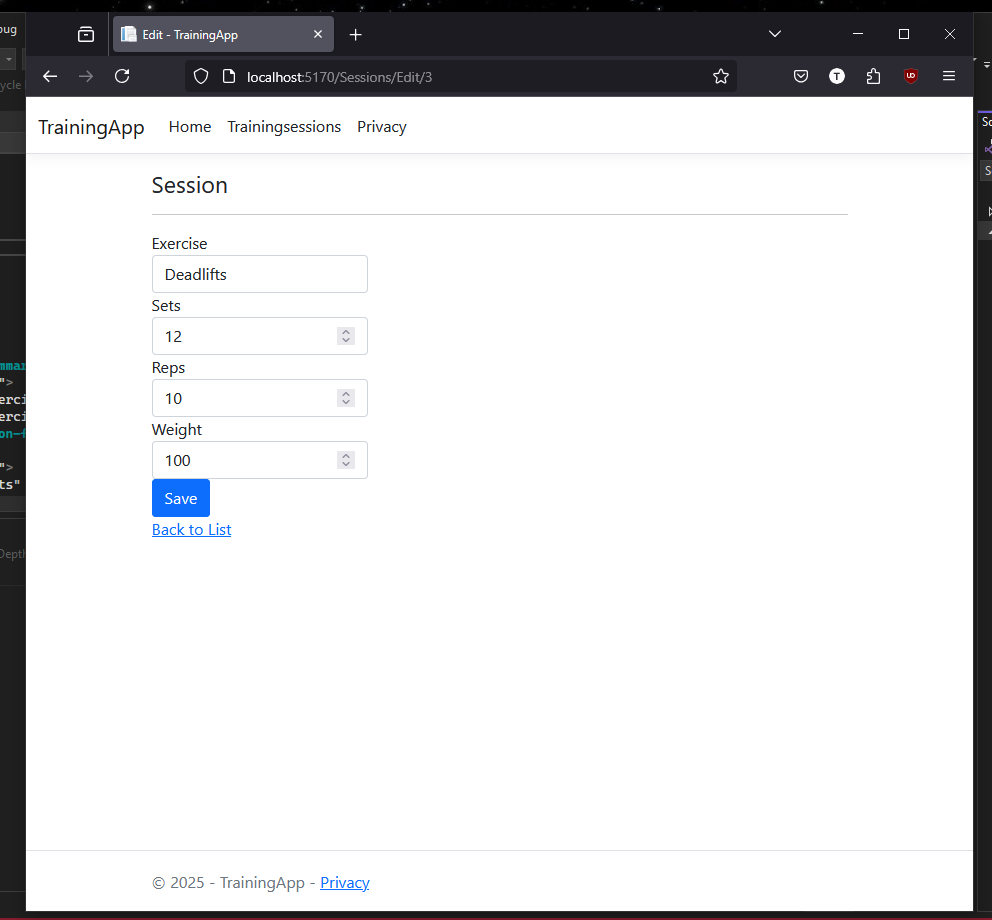 Edit - TrainingApp
localhost:5170/Sessions/Edit/3
T
TrainingApp Home Trainingsessions Privacy
Session
Exercise
Deadlifts
Sets
12
Reps
10
Weight
100
Save
Back to List
© 2025 - TrainingApp - Privacy